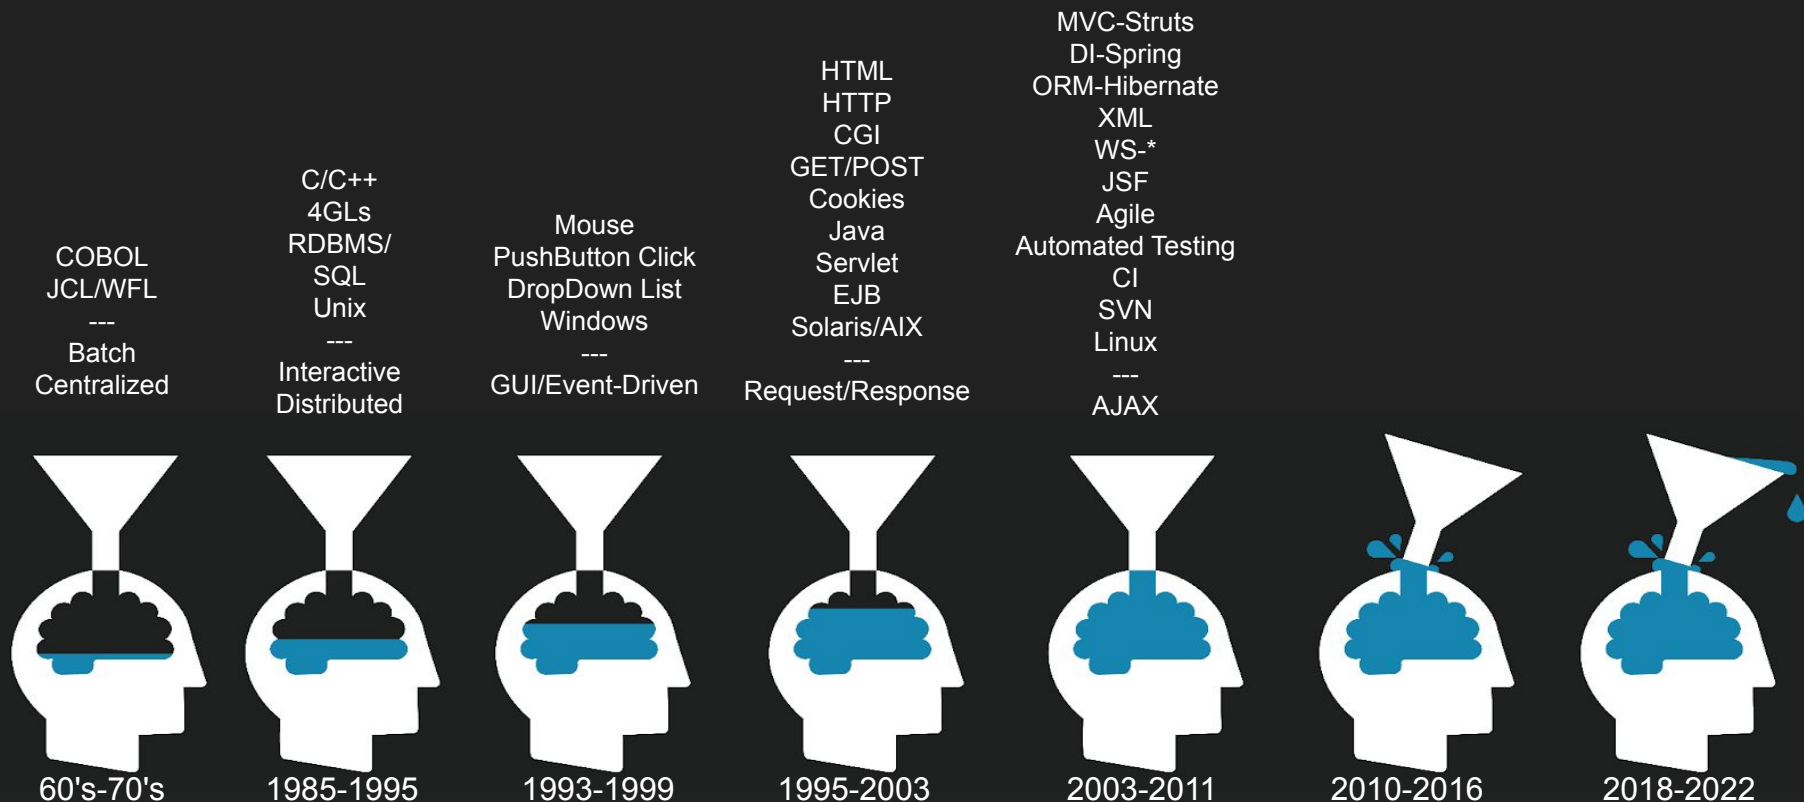 COBOL
JCL/WFL
---
Batch
Centralized
60's-70's
C/C++
4GLs
RDBMS/
SQL
Unix
---
Interactive
Distributed
1985-1995
Mouse
PushButton Click
DropDown List
Windows
---
GUI/Event-Driven
1993-1999
HTML
HTTP
CGI
GET/POST
Cookies
Java
Servlet
EJB
Solaris/AIX
---
Request/Response
1995-2003
MVC-Struts
DI-Spring
ORM-Hibernate
XML
WS-*
JSF
Agile
Automated Testing
CI
SVN
Linux
---
AJAX
2003-2011
2010-2016
2018-2022